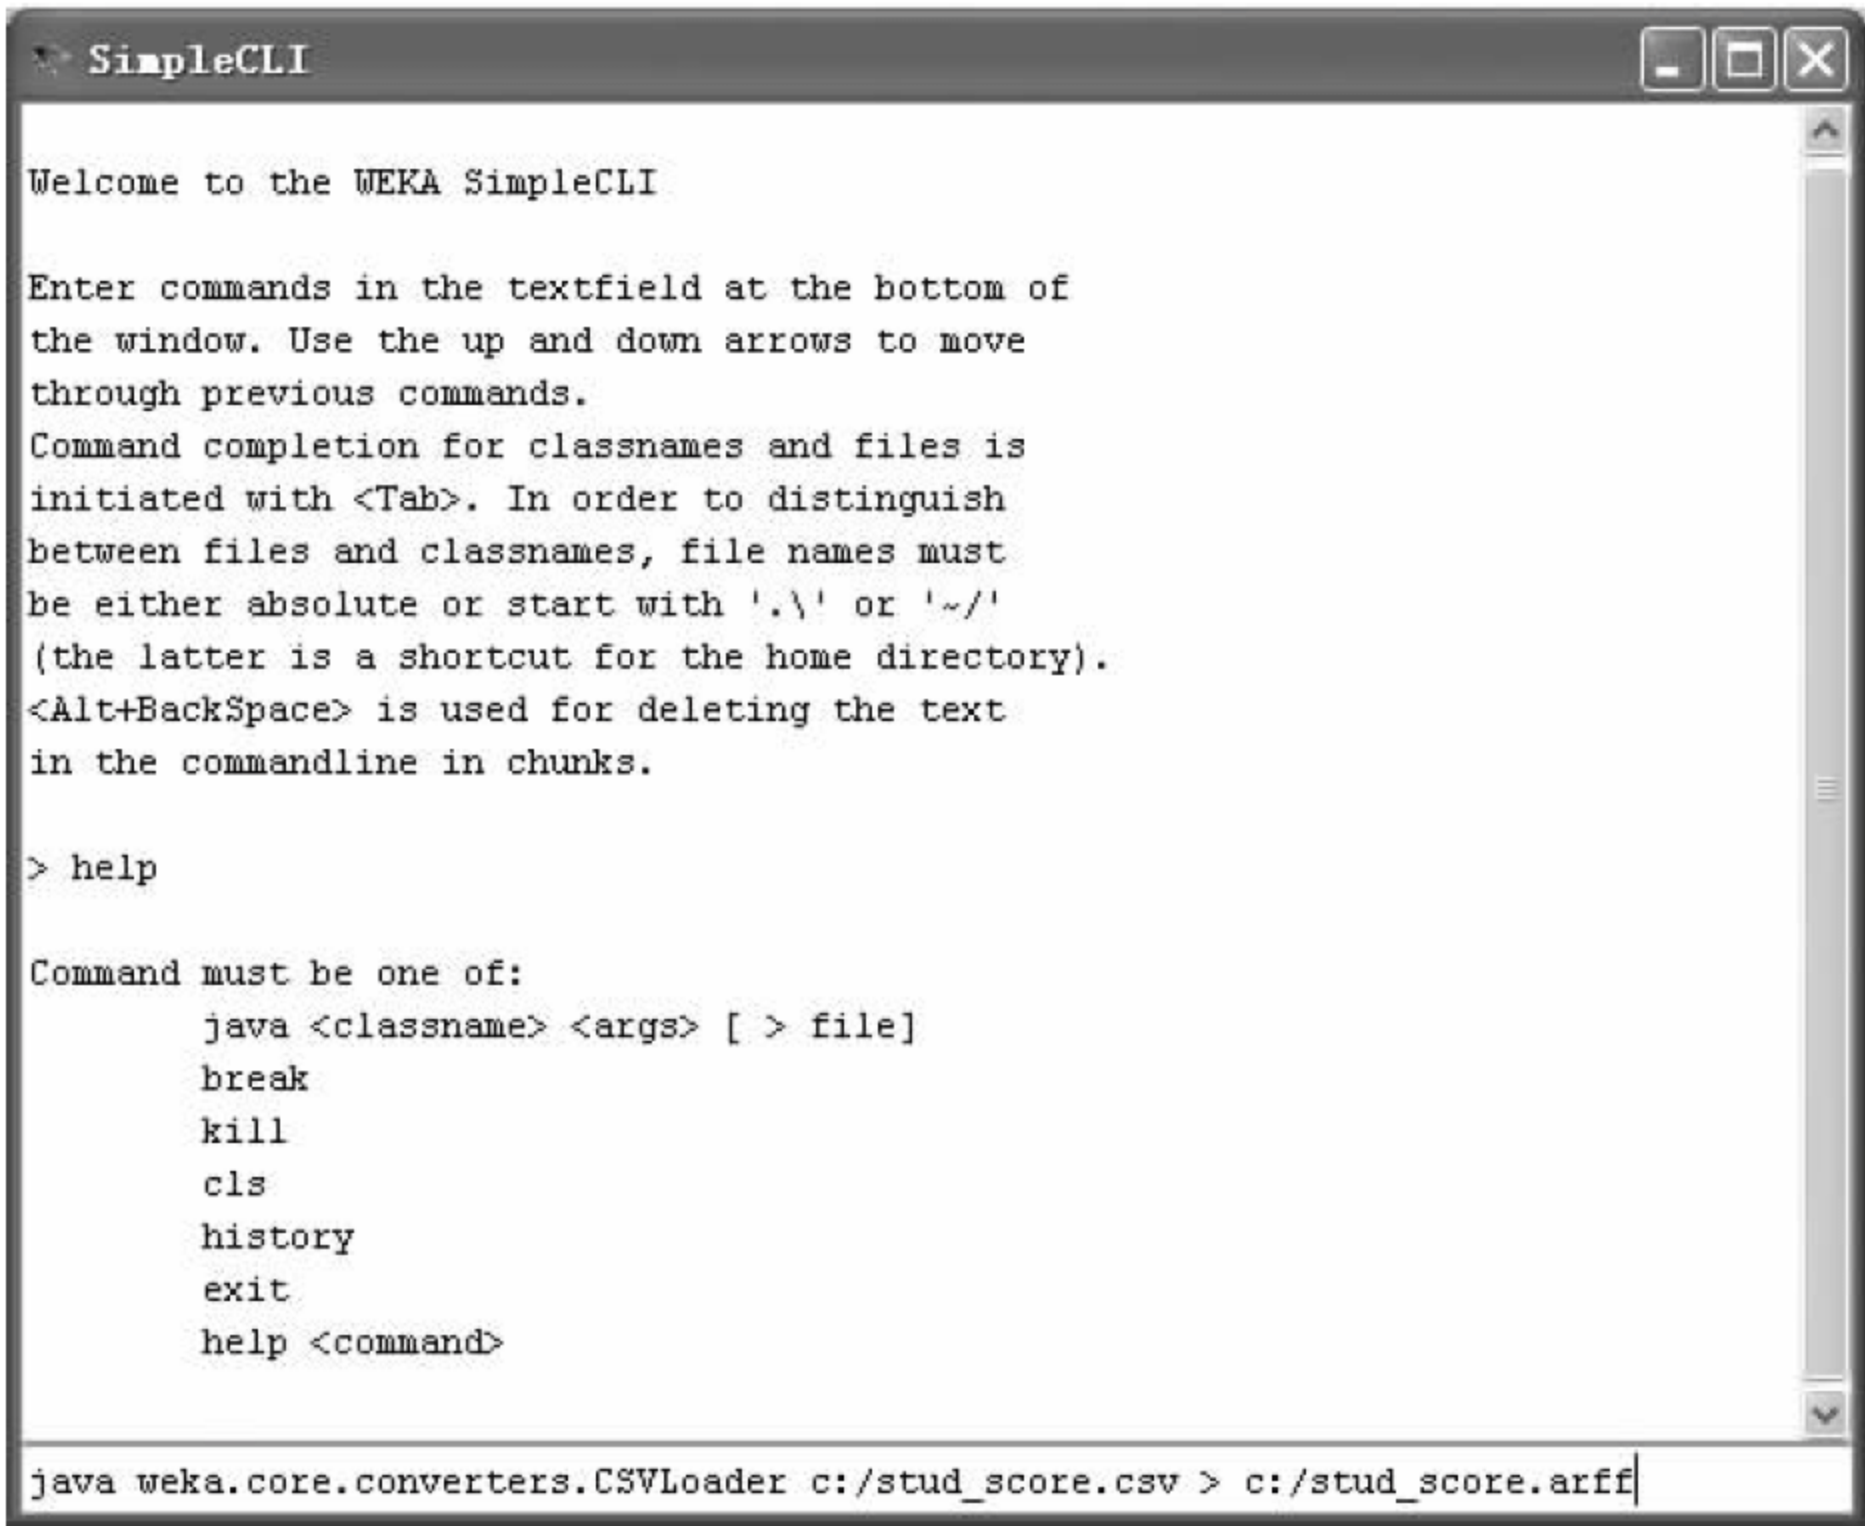 SimpleCLI
Welcome to the WEKA SimpleCLI
Enter commands in the textfield at the bottom of
the window. Use the up and down arrows to move
through previous commands.
Command completion for classnames and files is
initiated with <Tab>. In order to distinguish
between files and classnames, file names must
be either absolute or start with '.\' or '~/'
(the latter is a shortcut for the home directory).
<Alt+BackSpace> is used for deleting the text
in the commandline in chunks.
> help
Command must be one of:
java <classname> <args> [ > file]
break
kill
cls
history
exit
help <command>
java weka.core.converters.CSVLoader c:/stud_score.csv > c:/stud_score.arff